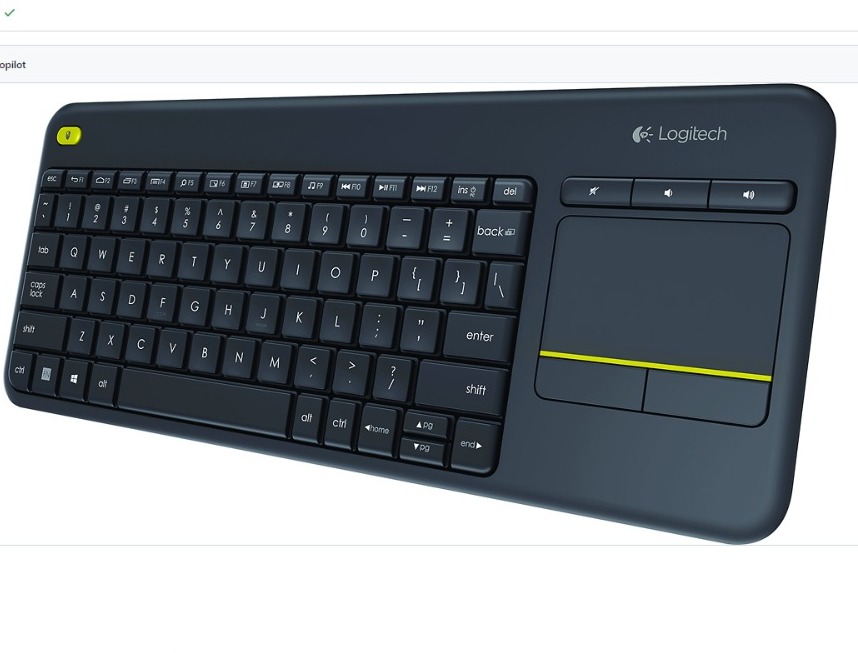 opilot
Logitech
esc F1 F2 F3 F4 F5 F6 F7 F8 F9 F10 F11 F12 ins del
~ ! @ # $ % ^ & * ( ) — +
` 1 2 3 4 5 6 7 8 9 0 - = back
tab Q W E R T Y U I O P { [ } ] | \
caps lock A S D F G H J K L : ; " ' enter
shift Z X C V B N M < , > . ? / shift
ctrl alt alt ctrl home pg pg end